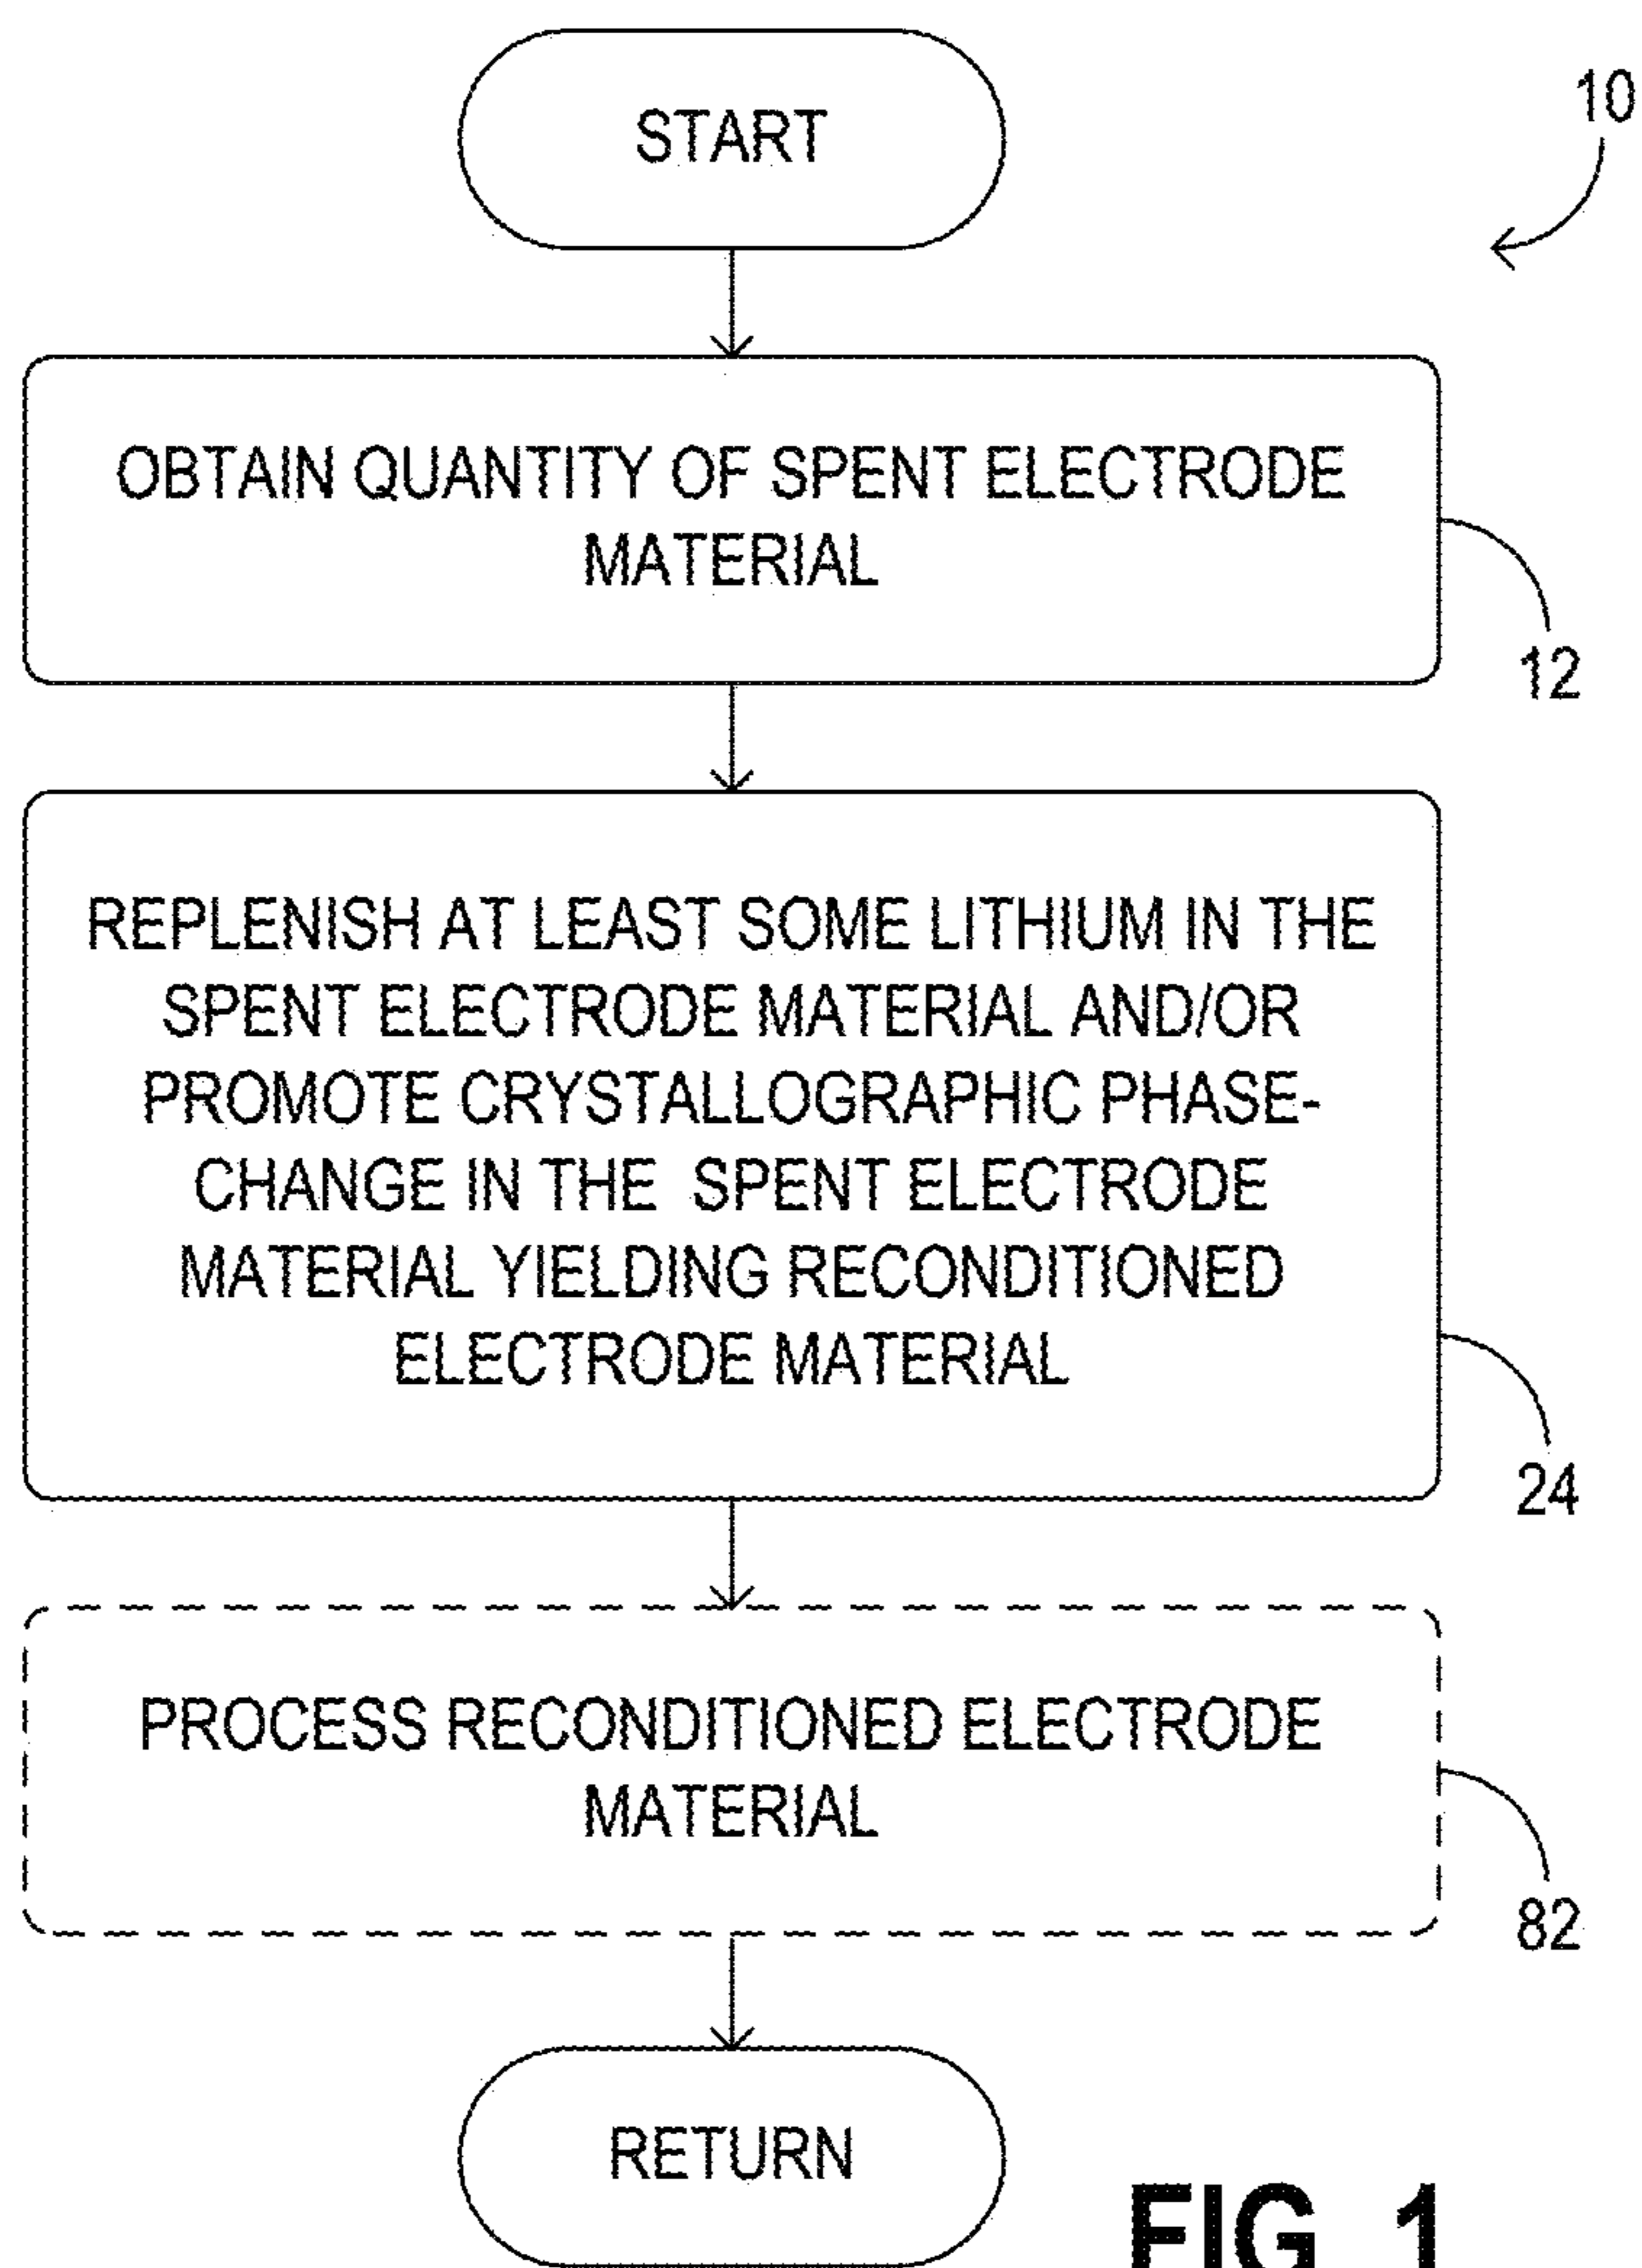 START
10
OBTAIN QUANTITY OF SPENT ELECTRODE
MATERIAL
12
REPLENISH AT LEAST SOME LITHIUM IN THE
SPENT ELECTRODE MATERIAL AND/OR
PROMOTE CRYSTALLOGRAPHIC PHASE-
CHANGE IN THE SPENT ELECTRODE
MATERIAL YIELDING RECONDITIONED
ELECTRODE MATERIAL
24
PROCESS RECONDITIONED ELECTRODE
MATERIAL
82
RETURN
FIG. 1